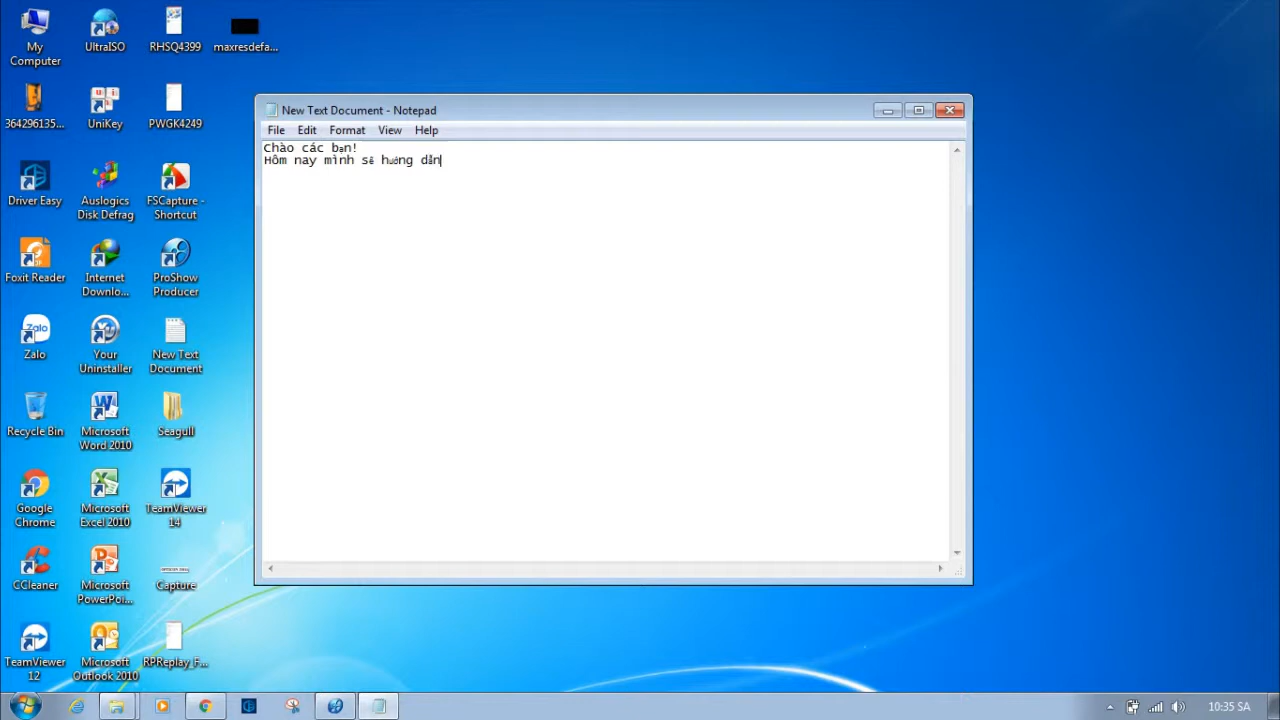 My
Computer
UltraISO
RHSQ4399
maxresdefa...
364296135...
UniKey
PWGK4249
Driver Easy
Auslogics
Disk Defrag
FSCapture -
Shortcut
Foxit Reader
Internet
Downlo...
ProShow
Producer
Zalo
Zalo
Your
Uninstaller
New Text
Document
Recycle Bin
Microsoft
Word 2010
Seagull
Google
Chrome
Microsoft
Excel 2010
TeamViewer
14
CCleaner
Microsoft
PowerPoi...
Capture
TeamViewer
12
Microsoft
Outlook 2010
RPReplay_F...
New Text Document - Notepad
File Edit Format View Help
Chào các bạn!
Hôm nay mình sẽ hướng dẫn
10:35 SA